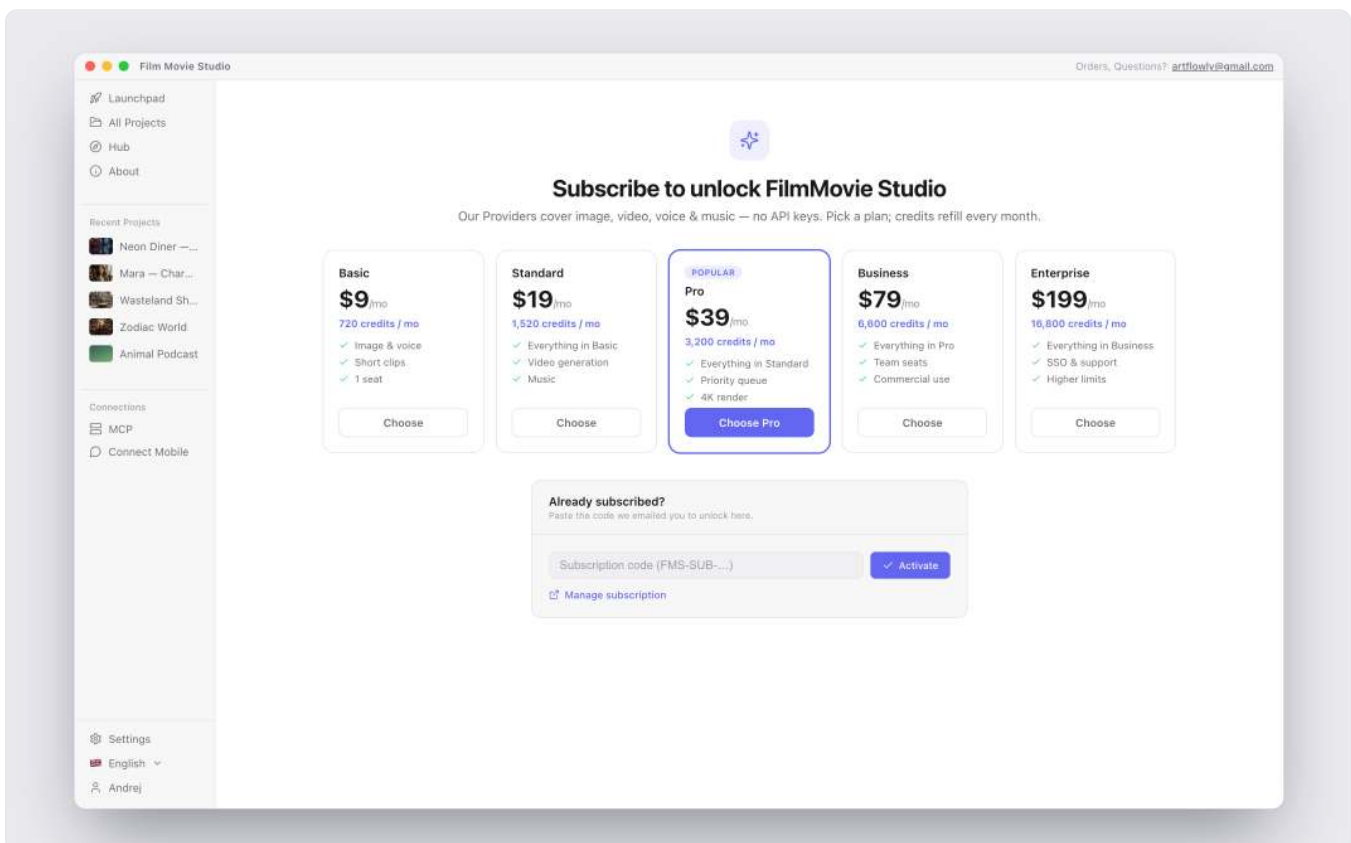 Film Movie Studio
Orders, Questions? artflowly@gmail.com
Launchpad
All Projects
Hub
About
Recent Projects
Neon Diner —...
Mara — Char...
Wasteland Sh...
Zodiac World
Animal Podcast
Connections
MCP
Connect Mobile
Settings
English
Andrej
Subscribe to unlock FilmMovie Studio
Our Providers cover image, video, voice & music — no API keys. Pick a plan; credits refill every month.
Basic
$9/mo
720 credits / mo
Image & voice
Short clips
1 seat
Choose
Standard
$19/mo
1,520 credits / mo
Everything in Basic
Video generation
Music
Choose
POPULAR
Pro
$39/mo
3,200 credits / mo
Everything in Standard
Priority queue
4K render
Choose Pro
Business
$79/mo
6,600 credits / mo
Everything in Pro
Team seats
Commercial use
Choose
Enterprise
$199/mo
16,800 credits / mo
Everything in Business
SSO & support
Higher limits
Choose
Already subscribed?
Paste the code we emailed you to unlock here.
Subscription code (FMS-SUB-...)
Activate
Manage subscription